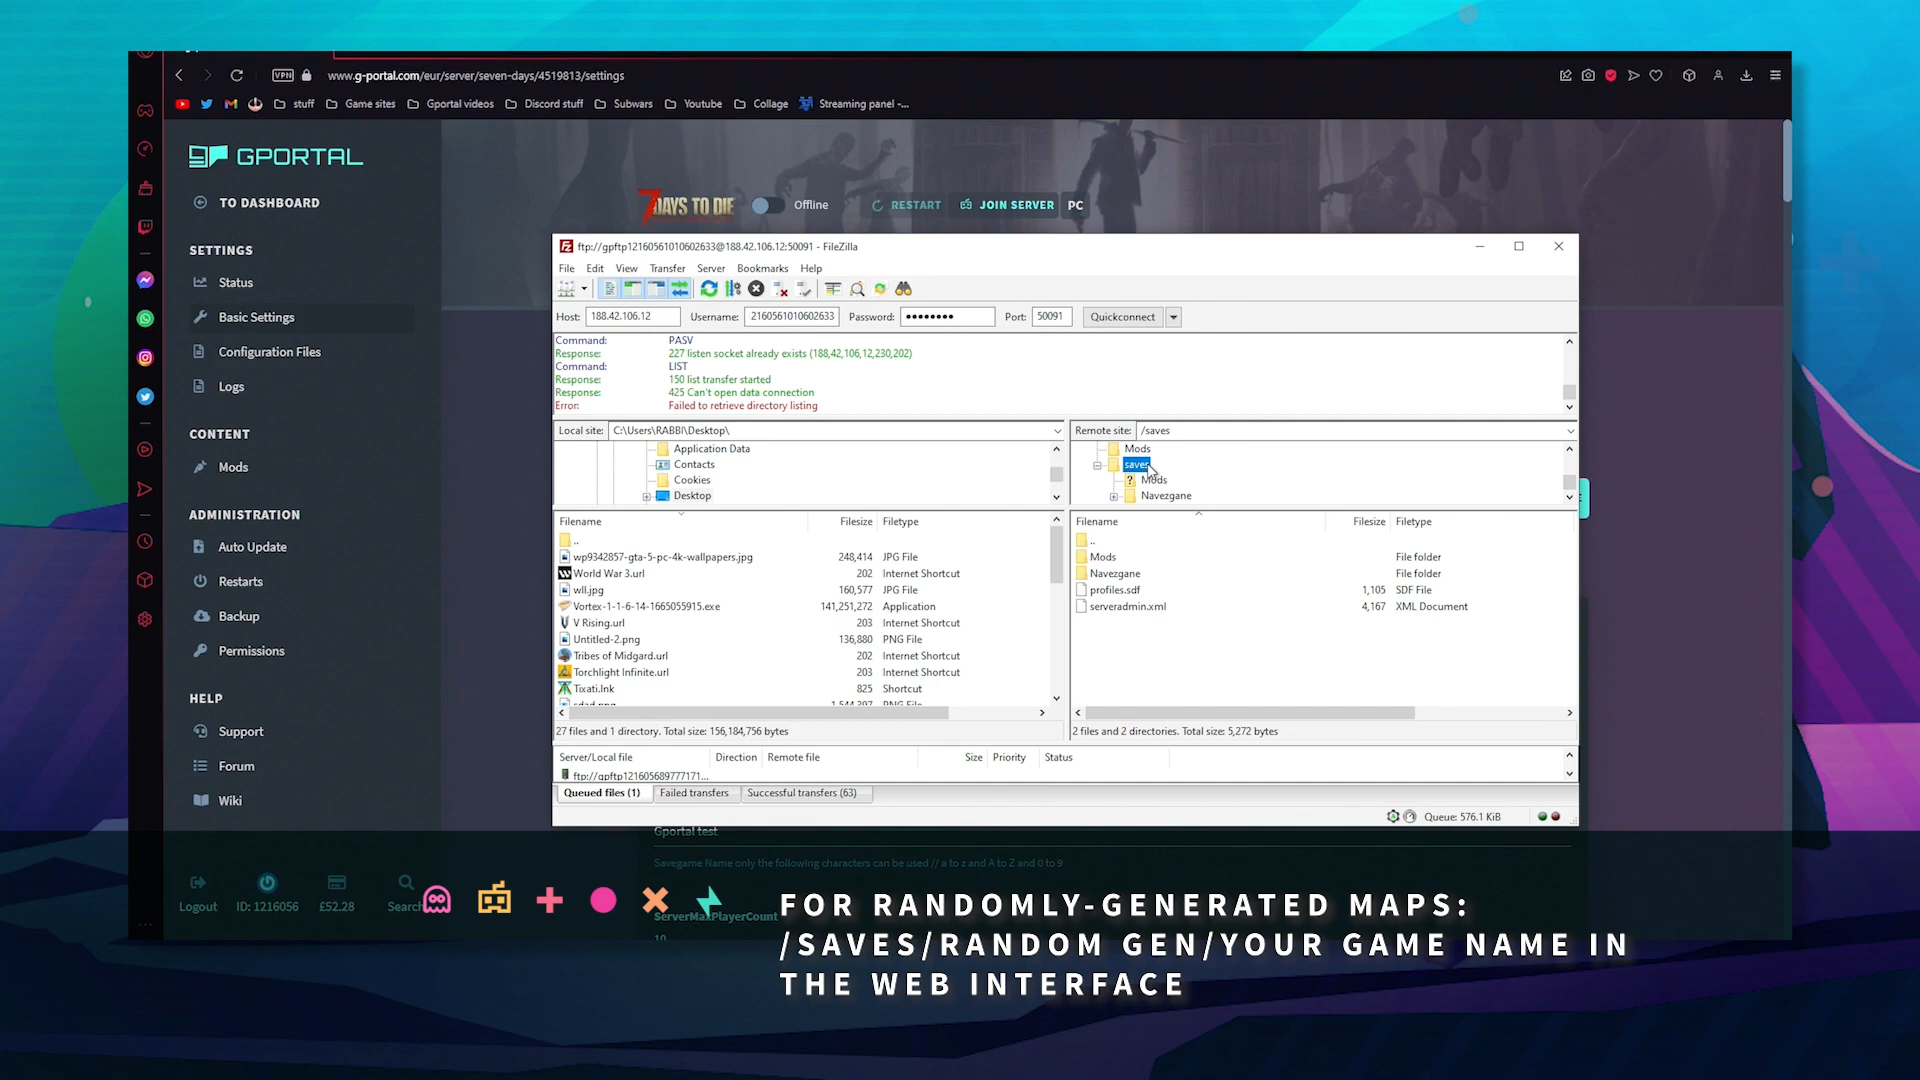 VPN
www.g-portal.com/eur/server/seven-days/4519813/settings
stuff
Game sites
Gportal videos
Discord stuff
Subwars
Youtube
Collage
Streaming panel -...
GPORTAL
TO DASHBOARD
SETTINGS
Status
Basic Settings
Configuration Files
Logs
CONTENT
Mods
ADMINISTRATION
Auto Update
Restarts
Backup
Permissions
HELP
Support
Forum
Wiki
7 DAYS TO DIE
Offline
RESTART
JOIN SERVER
PC
ftp://gpftp12160561010602633@188.42.106.12:50091 - FileZilla
File Edit View Transfer Server Bookmarks Help
Host: 188.42.106.12 Username: 2160561010602633 Password: ●●●●●●●● Port: 50091 Quickconnect
Command: PASV
Response: 227 listen socket already exists (188,42,106,12,230,202)
Command: LIST
Response: 150 list transfer started
Response: 425 Can't open data connection
Error: Failed to retrieve directory listing
Local site: C:\Users\RABBI\Desktop\
Application Data
Contacts
Cookies
Desktop
Remote site: /saves
Mods
saves
Mods
Navezgane
Filename Filesize Filetype
..
wp9342857-gta-5-pc-4k-wallpapers.jpg 248,414 JPG File
World War 3.url 202 Internet Shortcut
wll.jpg 160,577 JPG File
Vortex-1-1-6-14-1665055915.exe 141,251,272 Application
V Rising.url 203 Internet Shortcut
Untitled-2.png 136,880 PNG File
Tribes of Midgard.url 202 Internet Shortcut
Torchlight Infinite.url 203 Internet Shortcut
Tixati.lnk 825 Shortcut
27 files and 1 directory. Total size: 156,184,756 bytes
Filename Filesize Filetype
..
Mods File folder
Navezgane File folder
profiles.sdf 1,105 SDF File
serveradmin.xml 4,167 XML Document
2 files and 2 directories. Total size: 5,272 bytes
Server/Local file Direction Remote file Size Priority Status
ftp://gpftp121605689777171...
Queued files (1) Failed transfers Successful transfers (63)
Queue: 576.1 KiB
Gportal test
Savegame Name only the following characters can be used // a to z and A to Z and 0 to 9
ServerMaxPlayerCount
10
Logout
ID: 1216056
£52.28
Search
FOR RANDOMLY-GENERATED MAPS:
/SAVES/RANDOM GEN/YOUR GAME NAME IN
THE WEB INTERFACE